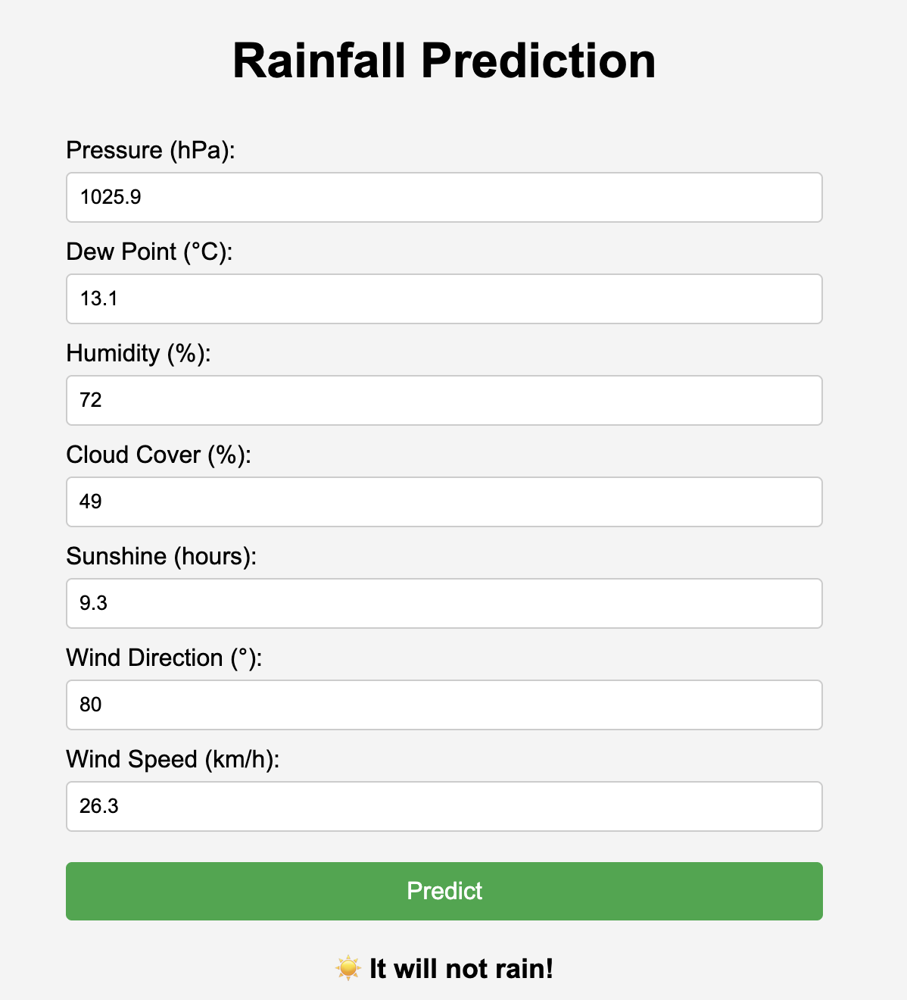 Rainfall Prediction
Pressure (hPa):
1025.9
Dew Point (°C):
13.1
Humidity (%):
72
Cloud Cover (%):
49
Sunshine (hours):
9.3
Wind Direction (°):
80
Wind Speed (km/h):
26.3
Predict
☀️ It will not rain!